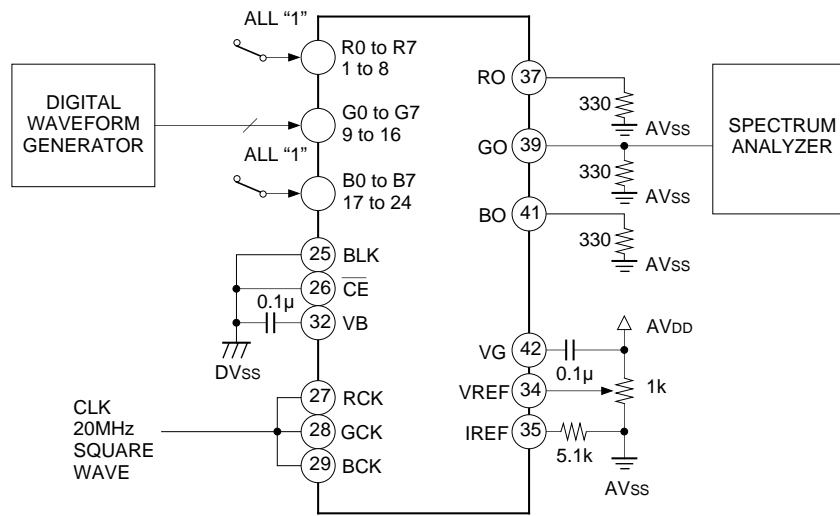 ALL “1”
R0 to R7
1 to 8
DIGITAL
WAVEFORM
GENERATOR
G0 to G7
9 to 16
ALL “1”
B0 to B7
17 to 24
25 BLK
26 CE
0.1μ
32 VB
DVSS
CLK
20MHz
SQUARE
WAVE
27 RCK
28 GCK
29 BCK
RO 37
330
AVSS
GO 39
330
AVSS
BO 41
330
AVSS
SPECTRUM
ANALYZER
AVDD
VG 42
0.1μ
VREF 34
1k
IREF 35
5.1k
AVSS